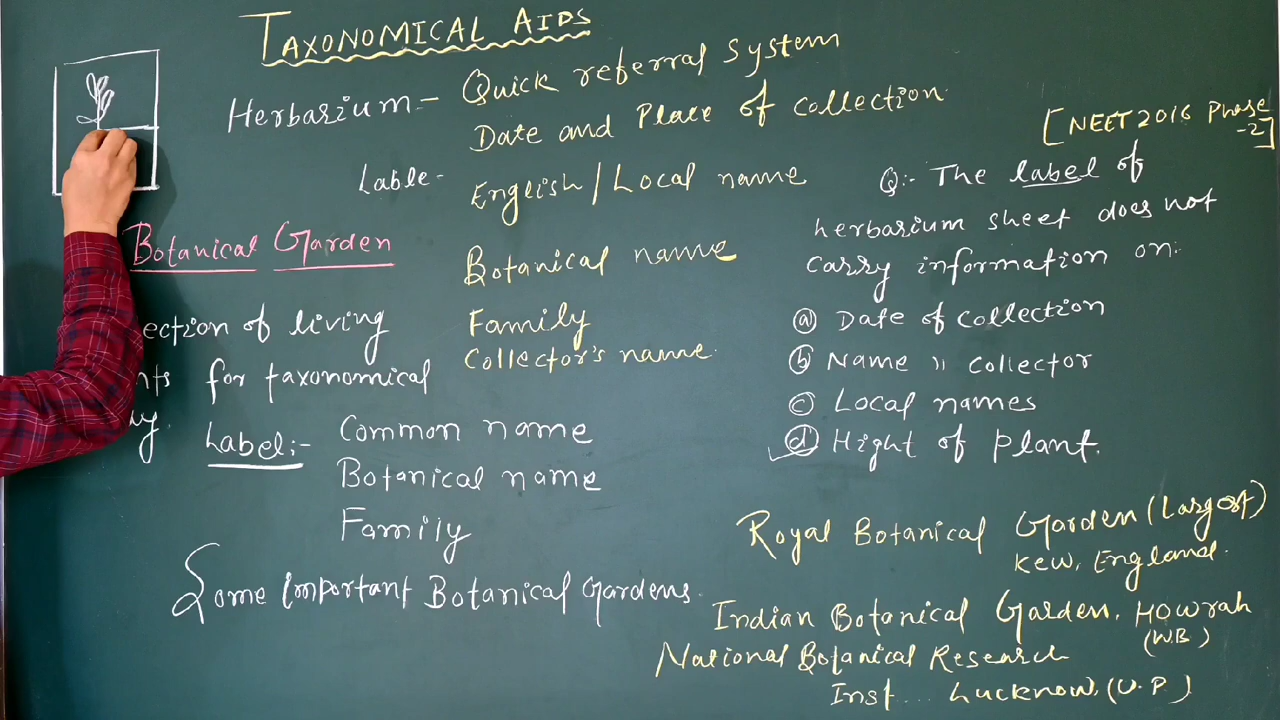 TAXONOMICAL AIDS
Herbarium - Quick referral system
Date and Place of collection
Lable - English/Local name
Botanical name
Family
Collector's name.
Botanical Garden
ection of living
nts for taxonomical
y.
Label:-
Common name
Botanical name
Family
Some Important Botanical Gardens.
[NEET 2016 Phase
-2]
Q:- The label of
herbarium sheet does not
carry information on:
(a) Date of collection
(b) Name " collector
(c) Local names
(d) Hight of plant.
Royal Botanical Garden (Largest)
Kew, England.
Indian Botanical Garden, Howrah
(W.B.)
National Botanical Research
Inst... Lucknow, (U.P.)